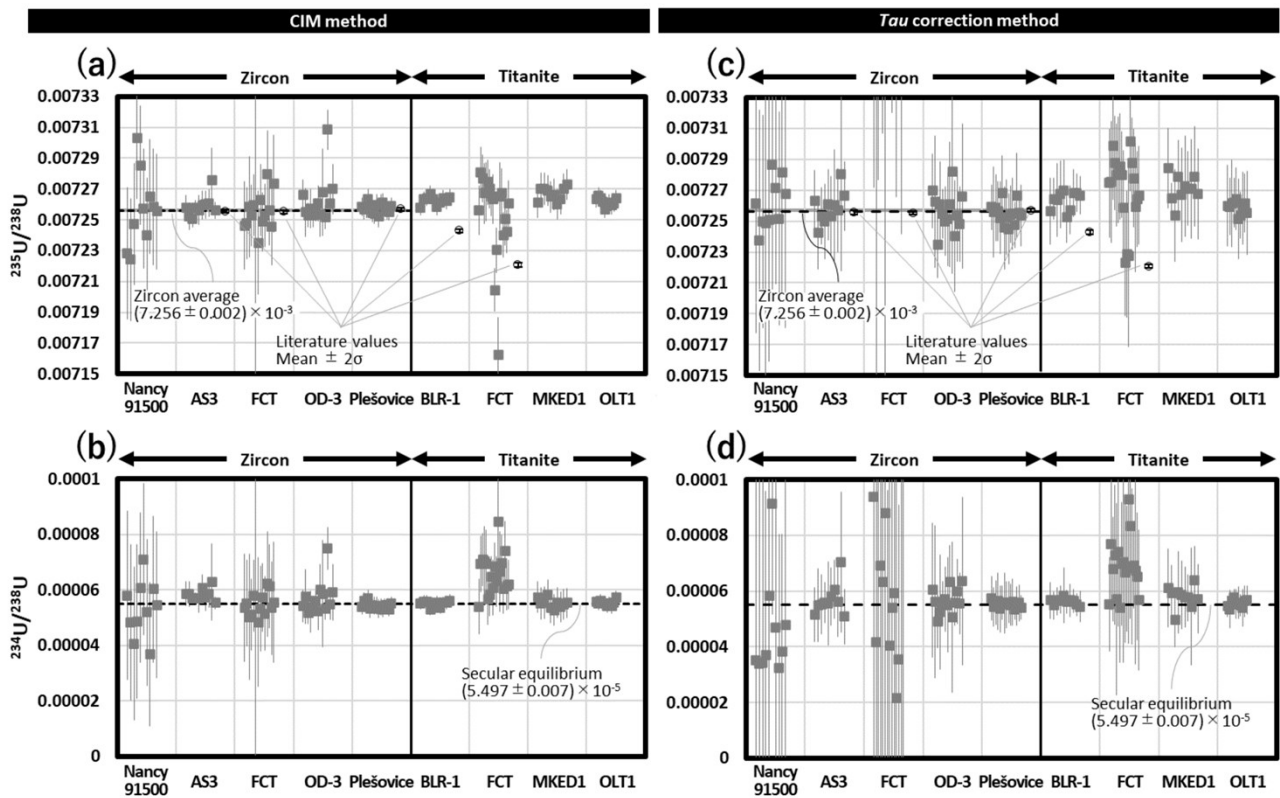 CIM method
Tau correction method
(a)
Zircon
Titanite
0.00733
0.00731
0.00729
0.00727
0.00725
0.00723
0.00721
0.00719
0.00717
0.00715
²³⁵U/²³⁸U
Zircon average
(7.256 ± 0.002) × 10⁻³
Literature values
Mean ± 2σ
Nancy
91500
AS3
FCT
OD-3
Plešovice
BLR-1
FCT
MKED1
OLT1
(c)
Zircon
Titanite
0.00733
0.00731
0.00729
0.00727
0.00725
0.00723
0.00721
0.00719
0.00717
0.00715
Zircon average
(7.256 ± 0.002) × 10⁻³
Literature values
Mean ± 2σ
Nancy
91500
AS3
FCT
OD-3
Plešovice
BLR-1
FCT
MKED1
OLT1
(b)
Zircon
Titanite
0.0001
0.00008
0.00006
0.00004
0.00002
0
²³⁴U/²³⁸U
Secular equilibrium
(5.497 ± 0.007) × 10⁻⁵
Nancy
91500
AS3
FCT
OD-3
Plešovice
BLR-1
FCT
MKED1
OLT1
(d)
Zircon
Titanite
0.0001
0.00008
0.00006
0.00004
0.00002
0
Secular equilibrium
(5.497 ± 0.007) × 10⁻⁵
Nancy
91500
AS3
FCT
OD-3
Plešovice
BLR-1
FCT
MKED1
OLT1